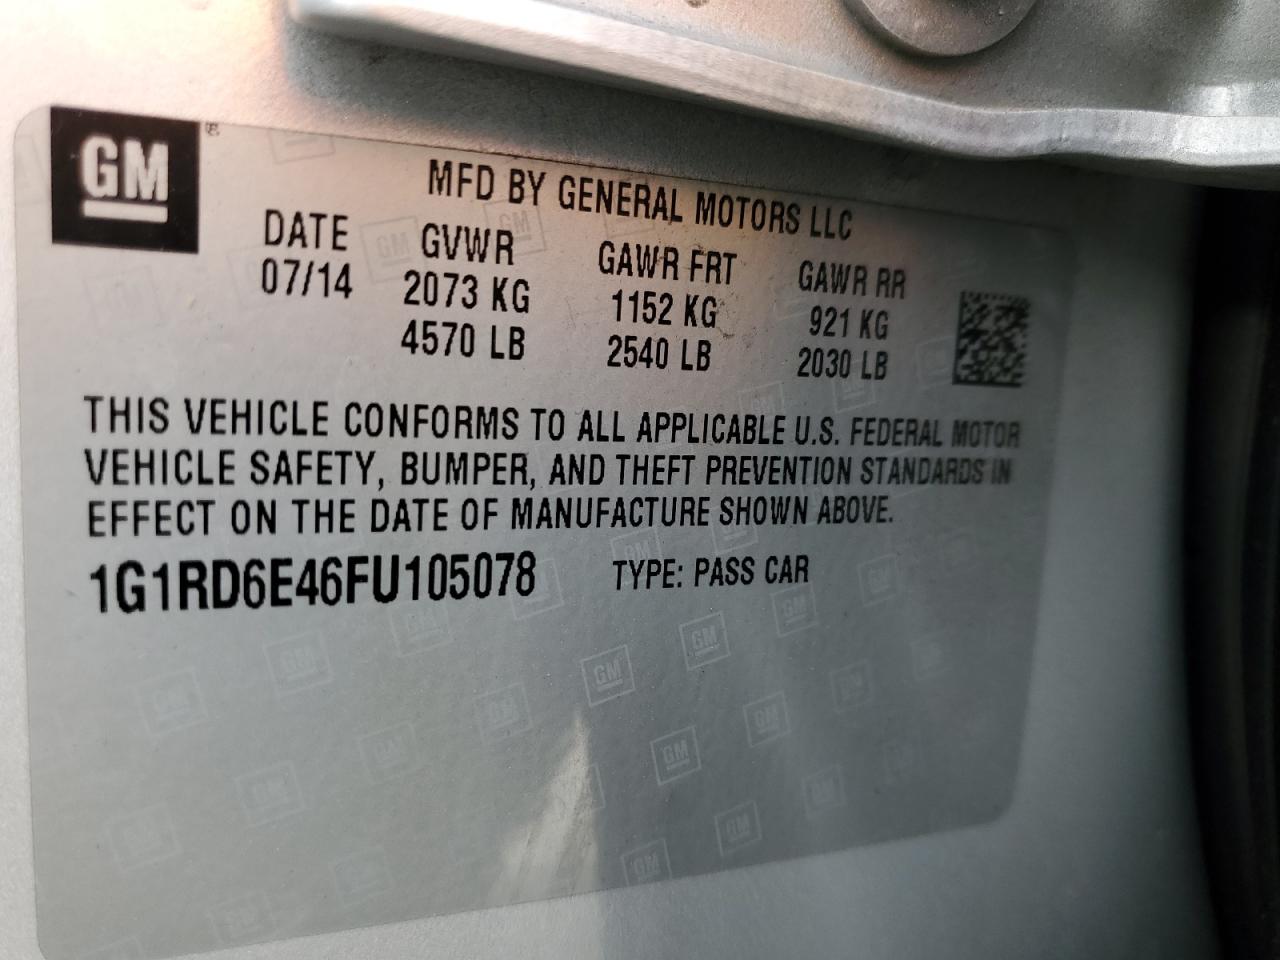 GM
MFD BY GENERAL MOTORS LLC
DATE GVWR GAWR FRT GAWR RR
07/14 2073 KG 1152 KG 921 KG
4570 LB 2540 LB 2030 LB
THIS VEHICLE CONFORMS TO ALL APPLICABLE U.S. FEDERAL MOTOR
VEHICLE SAFETY, BUMPER, AND THEFT PREVENTION STANDARDS IN
EFFECT ON THE DATE OF MANUFACTURE SHOWN ABOVE.
1G1RD6E46FU105078 TYPE: PASS CAR